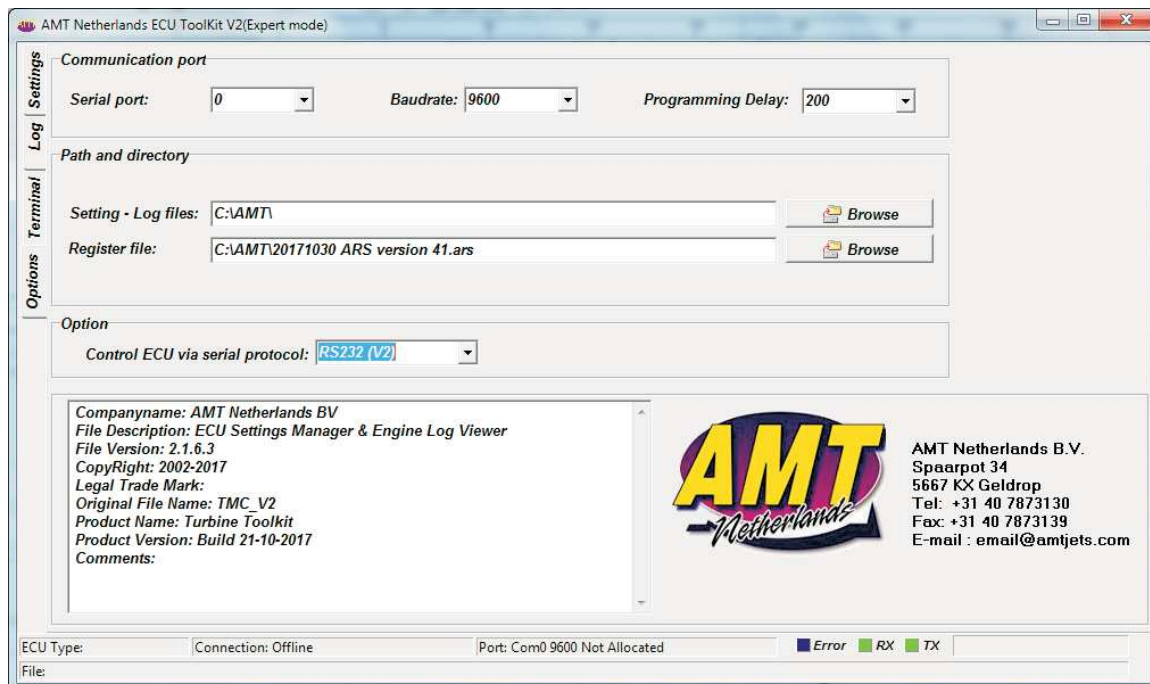 AMT Netherlands ECU ToolKit V2(Expert mode)
Settings
Log
Terminal
Options
Communication port
Serial port: 0 Baudrate: 9600 Programming Delay: 200
Path and directory
Setting - Log files: C:\AMT\ Browse
Register file: C:\AMT\20171030 ARS version 41.ars Browse
Option
Control ECU via serial protocol: RS232 (V2)
Companyname: AMT Netherlands BV
File Description: ECU Settings Manager & Engine Log Viewer
File Version: 2.1.6.3
CopyRight: 2002-2017
Legal Trade Mark:
Original File Name: TMC_V2
Product Name: Turbine Toolkit
Product Version: Build 21-10-2017
Comments:
AMT
Netherlands
AMT Netherlands B.V.
Spaarpot 34
5667 KX Geldrop
Tel: +31 40 7873130
Fax: +31 40 7873139
E-mail : email@amtjets.com
ECU Type: Connection: Offline Port: Com0 9600 Not Allocated Error RX TX
File: